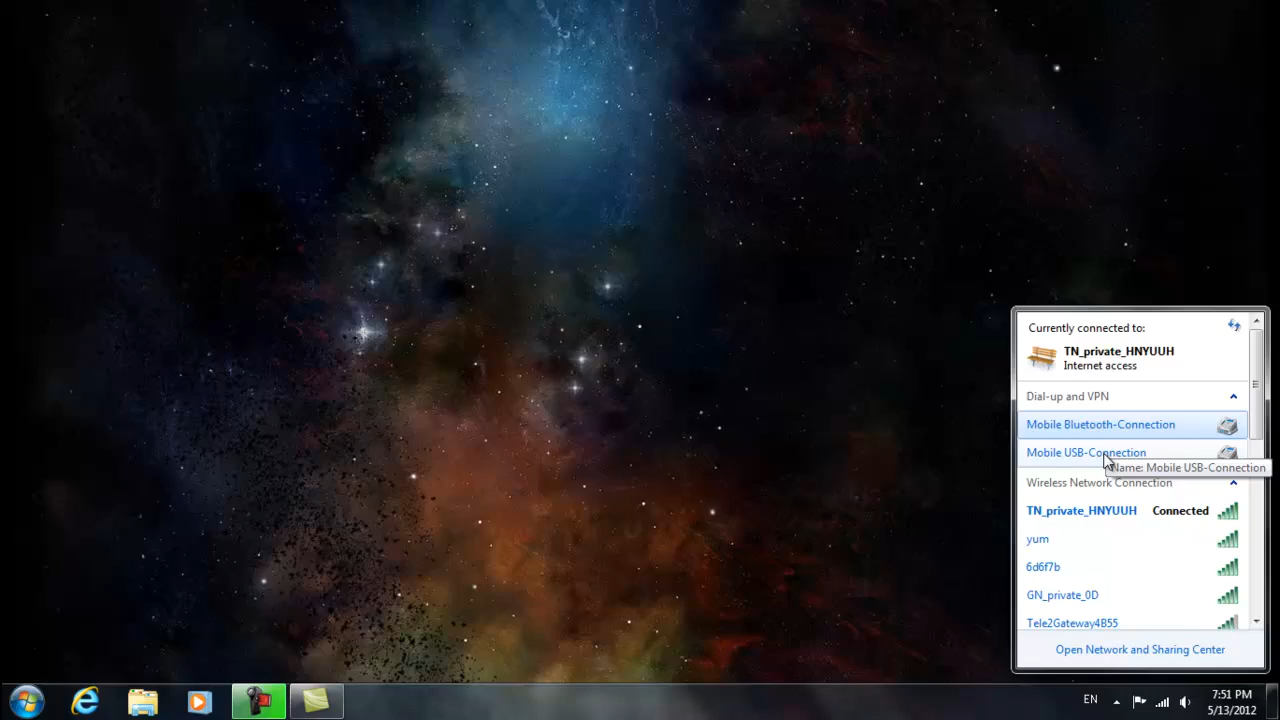 Currently connected to:
TN_private_HNYUUH
Internet access
Dial-up and VPN
Mobile Bluetooth-Connection
Mobile USB-Connection
Name: Mobile USB-Connection
Wireless Network Connection
TN_private_HNYUUH Connected
yum
6d6f7b
GN_private_0D
Tele2Gateway4B55
Open Network and Sharing Center
EN
7:51 PM
5/13/2012